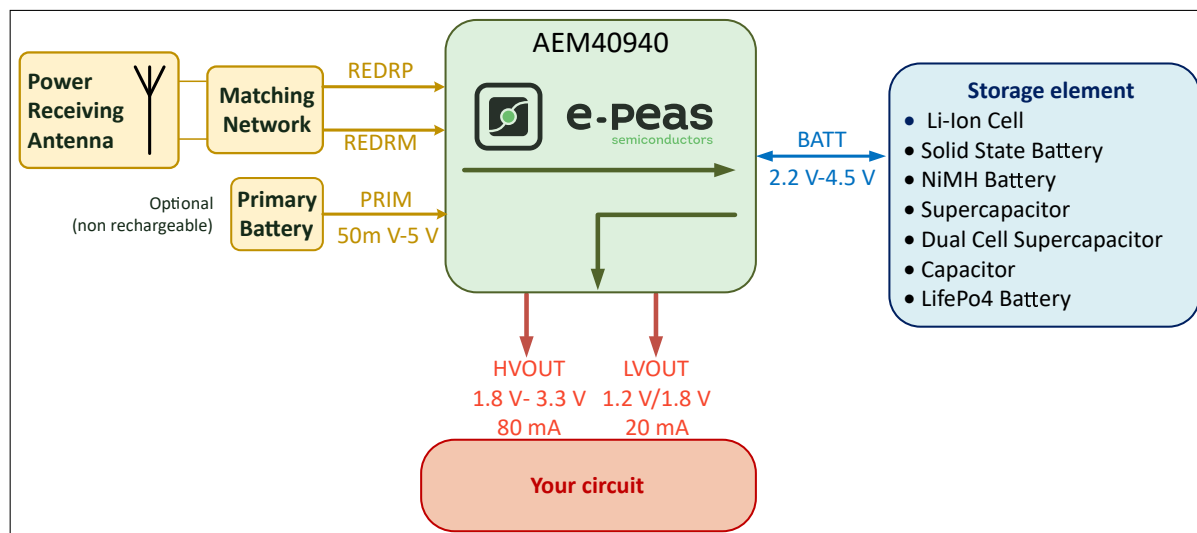 AEM40940
e-peas
semiconductors
Power
Receiving
Antenna
Matching
Network
REDRP
REDRM
Optional
(non rechargeable)
Primary
Battery
PRIM
50m V-5 V
BATT
2.2 V-4.5 V
Storage element
• Li-Ion Cell
• Solid State Battery
• NiMH Battery
• Supercapacitor
• Dual Cell Supercapacitor
• Capacitor
• LifePo4 Battery
HVOUT
1.8 V- 3.3 V
80 mA
LVOUT
1.2 V/1.8 V
20 mA
Your circuit